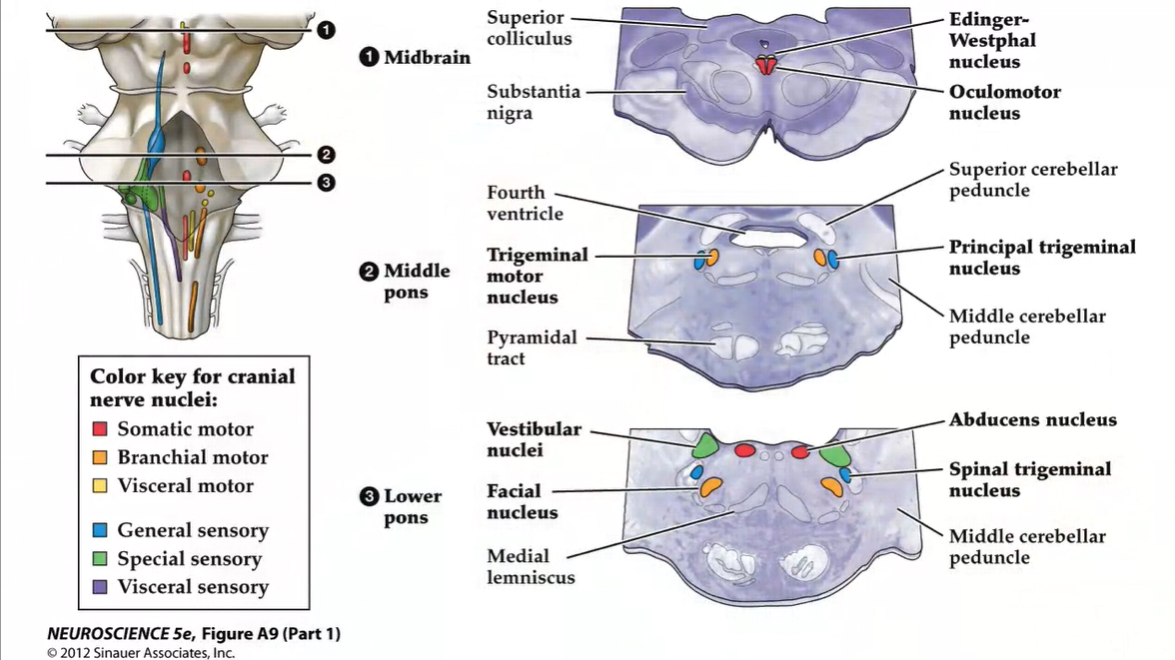 1
2
3
Color key for cranial
nerve nuclei:
Somatic motor
Branchial motor
Visceral motor
General sensory
Special sensory
Visceral sensory
NEUROSCIENCE 5e, Figure A9 (Part 1)
© 2012 Sinauer Associates, Inc.
1 Midbrain
Superior
colliculus
Substantia
nigra
Edinger-
Westphal
nucleus
Oculomotor
nucleus
2 Middle
pons
Fourth
ventricle
Trigeminal
motor
nucleus
Pyramidal
tract
Superior cerebellar
peduncle
Principal trigeminal
nucleus
Middle cerebellar
peduncle
3 Lower
pons
Vestibular
nuclei
Facial
nucleus
Medial
lemniscus
Abducens nucleus
Spinal trigeminal
nucleus
Middle cerebellar
peduncle